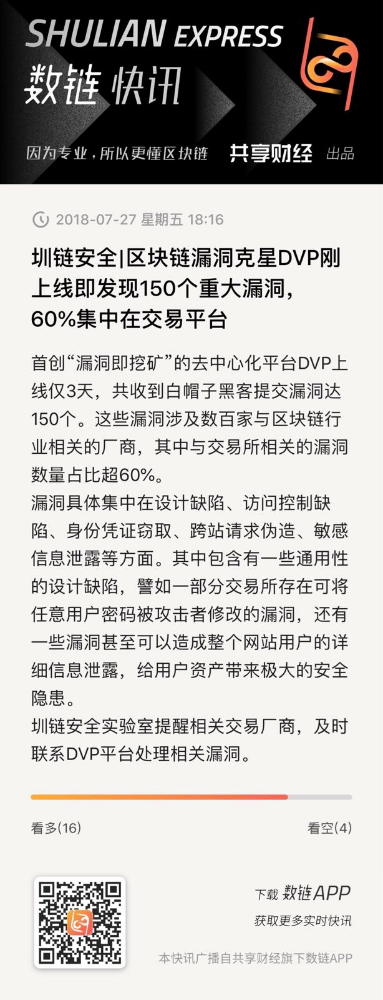 SHULIAN EXPRESS
数链 快讯
因为专业，所以更懂区块链 共享财经 出品
2018-07-27 星期五 18:16
圳链安全|区块链漏洞克星DVP刚
上线即发现150个重大漏洞，
60%集中在交易平台
首创“漏洞即挖矿”的去中心化平台DVP上
线仅3天，共收到白帽子黑客提交漏洞达
150个。这些漏洞涉及数百家与区块链行
业相关的厂商，其中与交易所相关的漏洞
数量占比超60%。
漏洞具体集中在设计缺陷、访问控制缺
陷、身份凭证窃取、跨站请求伪造、敏感
信息泄露等方面。其中包含有一些通用性
的设计缺陷，譬如一部分交易所存在可将
任意用户密码被攻击者修改的漏洞，还有
一些漏洞甚至可以造成整个网站用户的详
细信息泄露，给用户资产带来极大的安全
隐患。
圳链安全实验室提醒相关交易厂商，及时
联系DVP平台处理相关漏洞。
看多(16) 看空(4)
下载 数链APP
获取更多实时快讯
本快讯广播自共享财经旗下数链APP